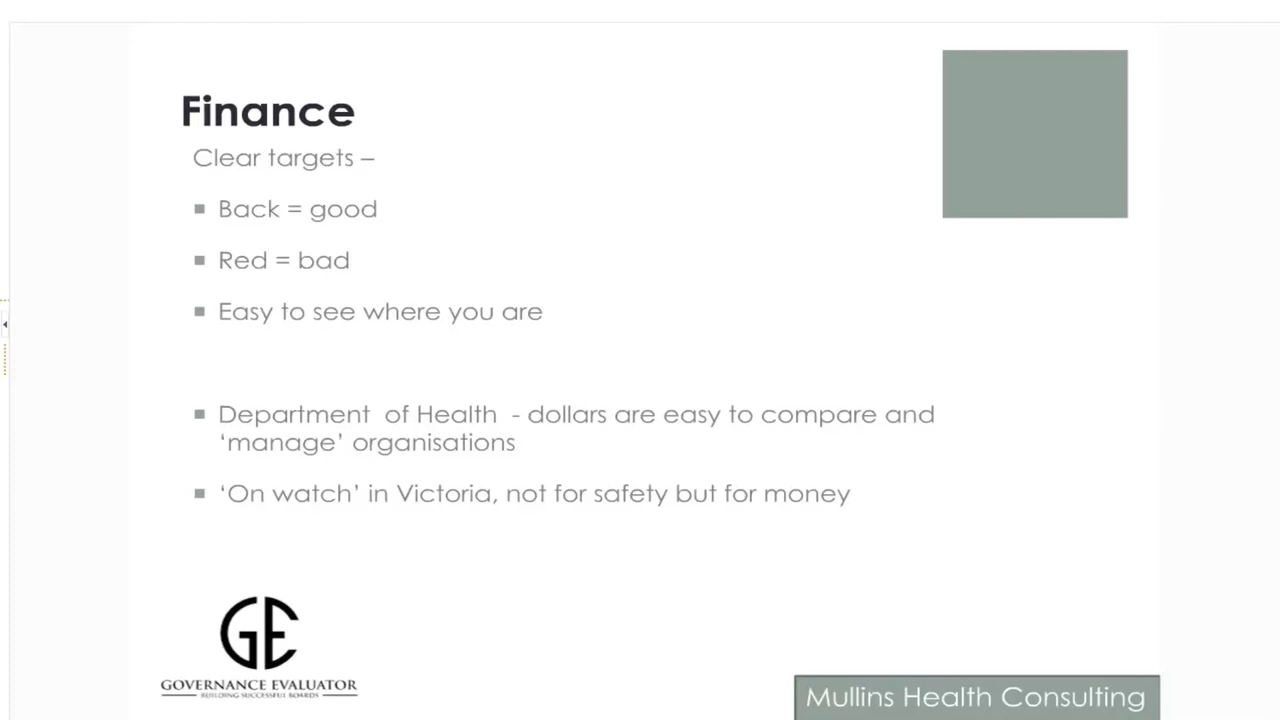 Finance
Clear targets –
Back = good
Red = bad
Easy to see where you are
Department of Health - dollars are easy to compare and
‘manage’ organisations
‘On watch’ in Victoria, not for safety but for money
GE
GOVERNANCE EVALUATOR
BUILDING SUCCESSFUL BOARDS
Mullins Health Consulting